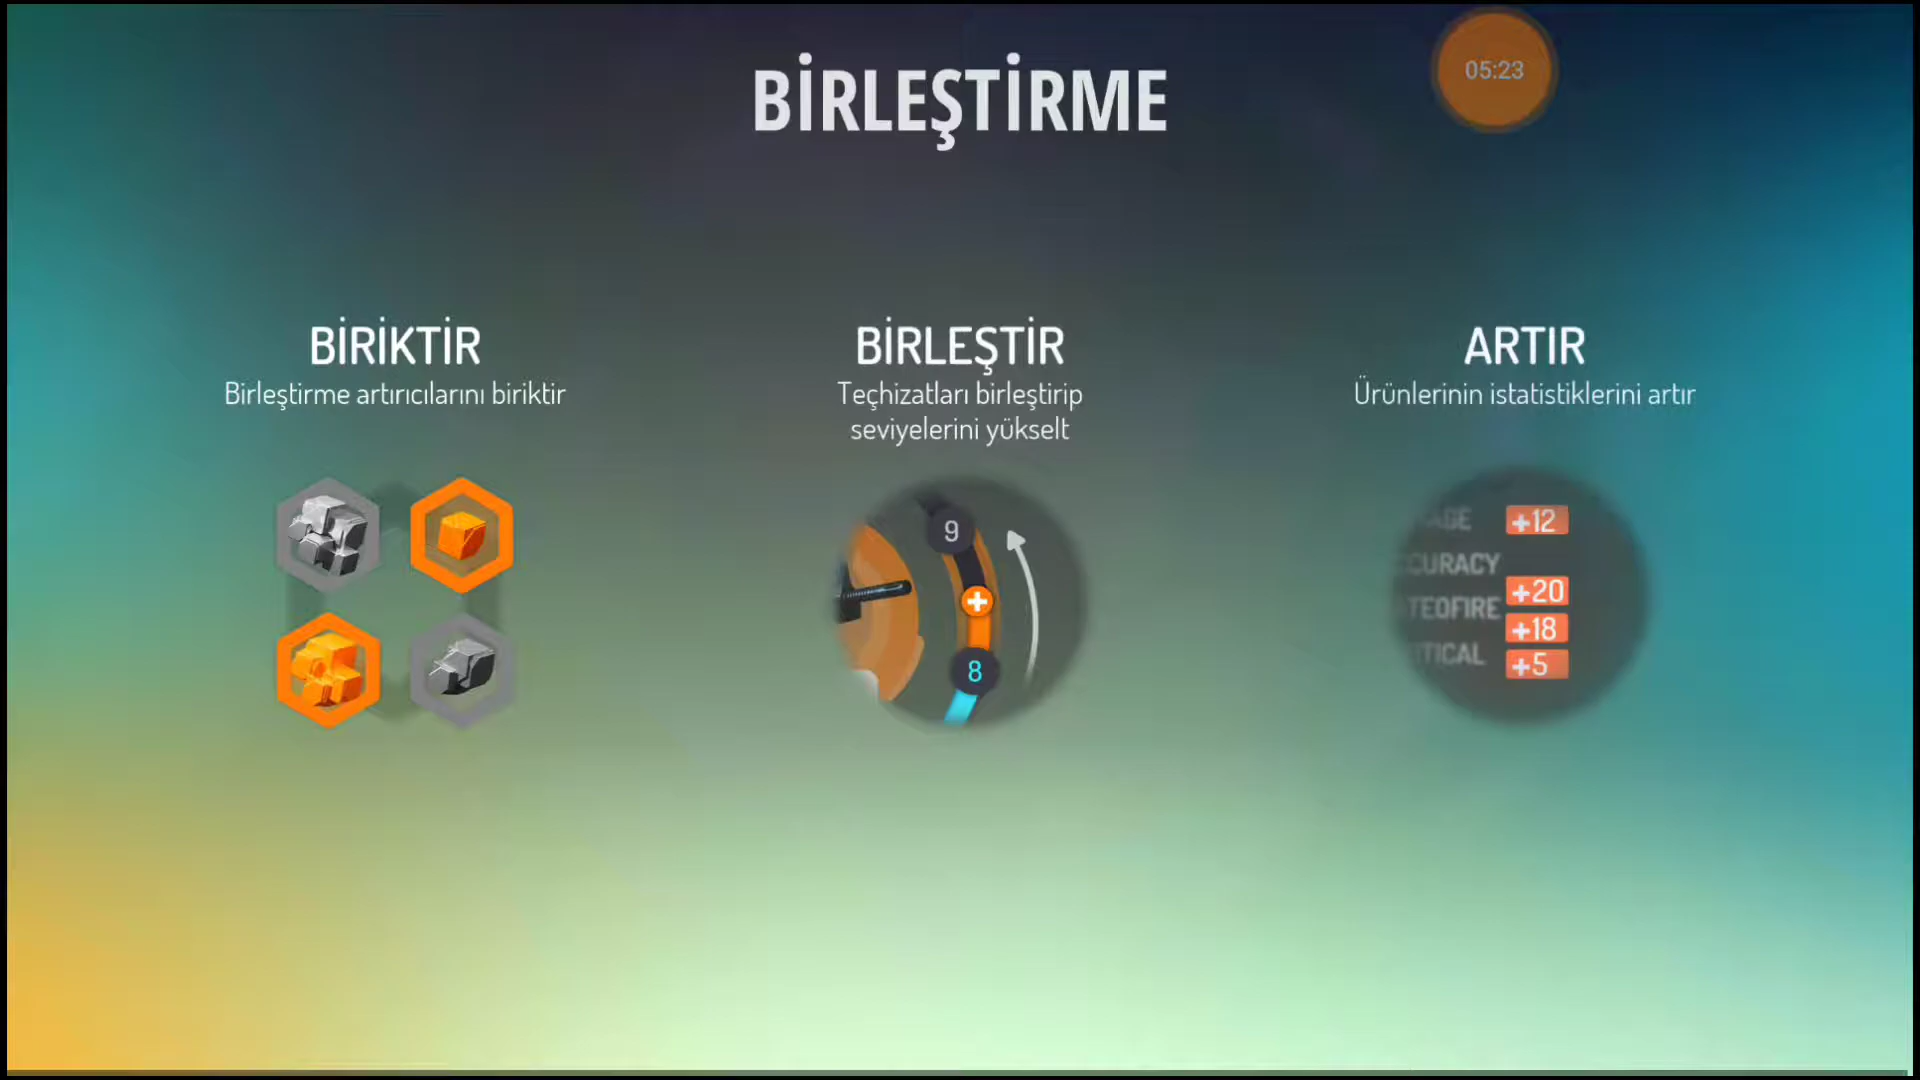 BİRLEŞTİRME
05:23
BİRİKTİR
Birleştirme artırıcılarını biriktir
BİRLEŞTİR
Teçhizatları birleştirip
seviyelerini yükselt
ARTIR
Ürünlerinin istatistiklerini artır
9
8
+12
+20
+18
+5